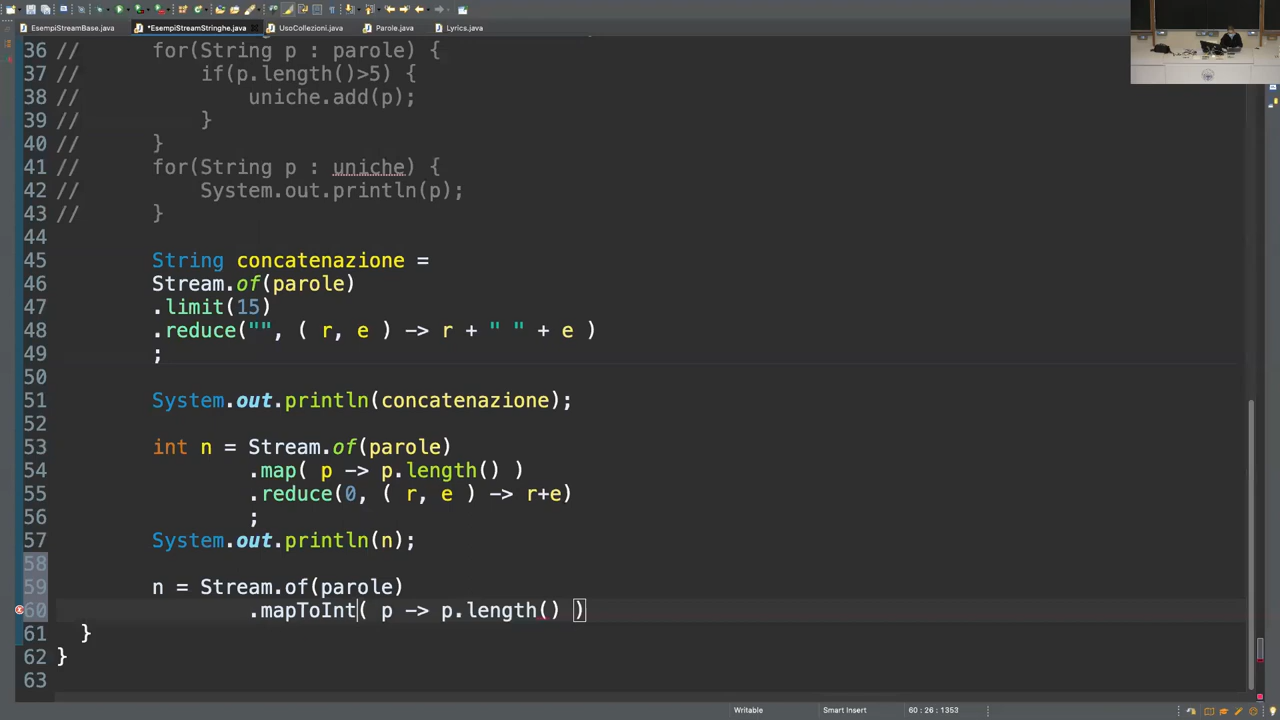 EsempiStreamBase.java
*EsempiStreamStringhe.java
UsoCollezioni.java
Parole.java
Lyrics.java
36 // for(String p : parole) {
37 // if(p.length()>5) {
38 // uniche.add(p);
39 // }
40 // }
41 // for(String p : uniche) {
42 // System.out.println(p);
43 // }
44
45 String concatenazione =
46 Stream.of(parole)
47 .limit(15)
48 .reduce("", ( r, e ) -> r + " " + e )
49 ;
50
51 System.out.println(concatenazione);
52
53 int n = Stream.of(parole)
54 .map( p -> p.length() )
55 .reduce(0, ( r, e ) -> r+e)
56 ;
57 System.out.println(n);
58
59 n = Stream.of(parole)
60 .mapToInt( p -> p.length() )
61 }
62 }
63
Writable
Smart Insert
60 : 26 : 1353